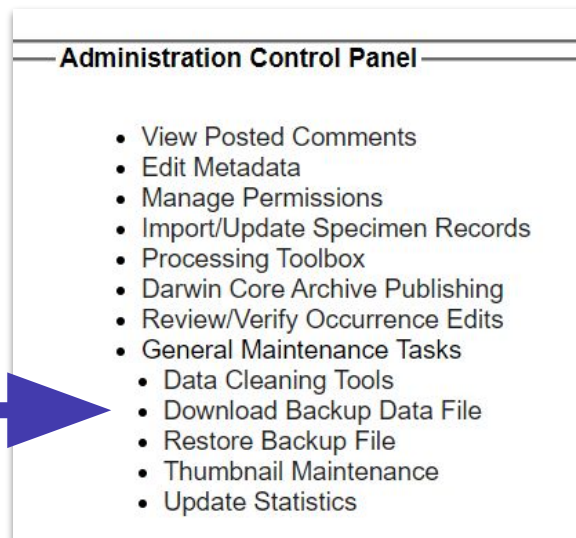 Administration Control Panel
View Posted Comments
Edit Metadata
Manage Permissions
Import/Update Specimen Records
Processing Toolbox
Darwin Core Archive Publishing
Review/Verify Occurrence Edits
General Maintenance Tasks
Data Cleaning Tools
Download Backup Data File
Restore Backup File
Thumbnail Maintenance
Update Statistics